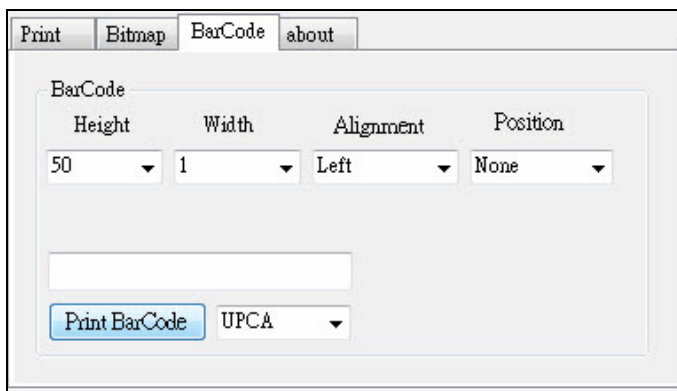 Print Bitmap BarCode about
BarCode
Height Width Alignment Position
50 1 Left None
Print BarCode UPCA